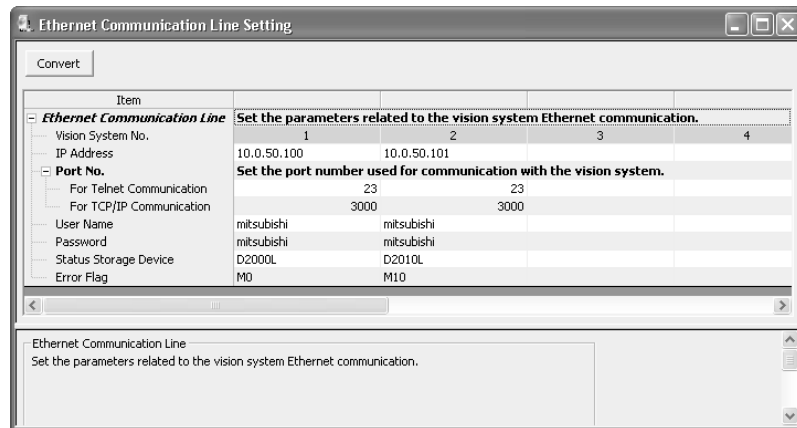 Ethernet Communication Line Setting
Convert
Item
Ethernet Communication Line Set the parameters related to the vision system Ethernet communication.
Vision System No. 1 2 3 4
IP Address 10.0.50.100 10.0.50.101
Port No. Set the port number used for communication with the vision system.
For Telnet Communication 23 23
For TCP/IP Communication 3000 3000
User Name mitsubishi mitsubishi
Password mitsubishi mitsubishi
Status Storage Device D2000L D2010L
Error Flag M0 M10
Ethernet Communication Line
Set the parameters related to the vision system Ethernet communication.